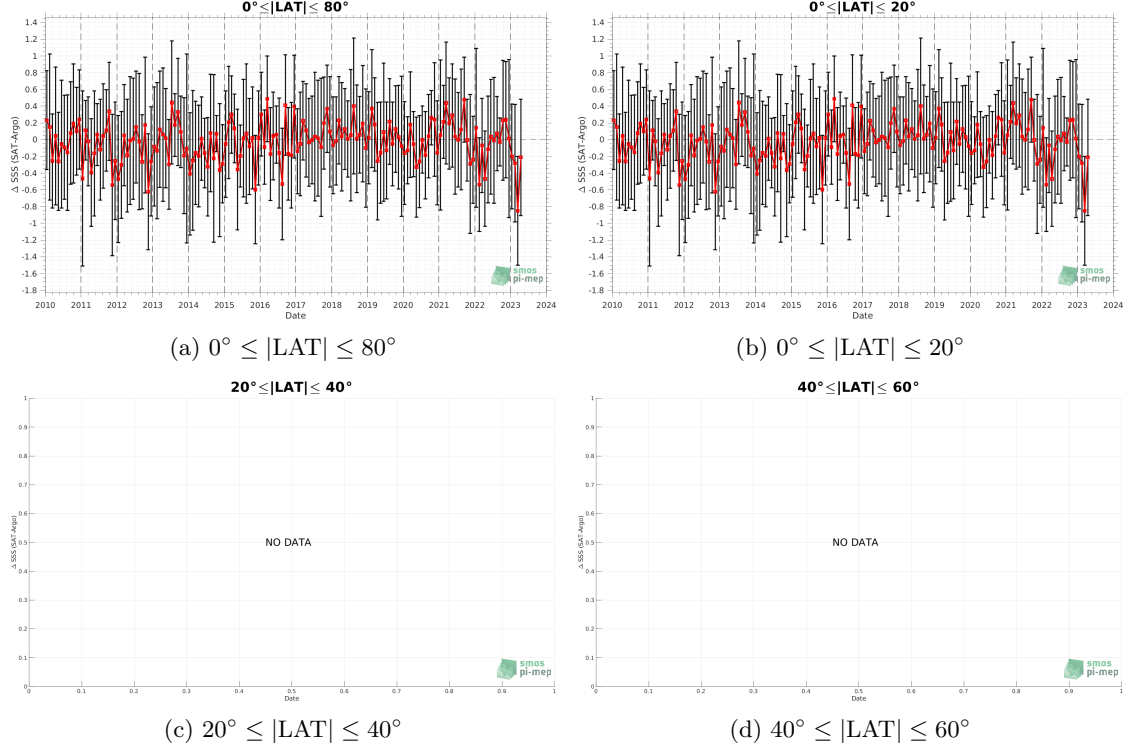 0°≤|LAT|≤ 80°
1.4
1.2
1
0.8
0.6
0.4
0.2
0
-0.2
-0.4
-0.6
-0.8
-1
-1.2
-1.4
-1.6
-1.8
Δ SSS (SAT-Argo)
2010 2011 2012 2013 2014 2015 2016 2017 2018 2019 2020 2021 2022 2023 2024
Date
smos
pi-mep
(a) 0° ≤ |LAT| ≤ 80°
0°≤|LAT|≤ 20°
1.4
1.2
1
0.8
0.6
0.4
0.2
0
-0.2
-0.4
-0.6
-0.8
-1
-1.2
-1.4
-1.6
-1.8
Δ SSS (SAT-Argo)
2010 2011 2012 2013 2014 2015 2016 2017 2018 2019 2020 2021 2022 2023 2024
Date
smos
pi-mep
(b) 0° ≤ |LAT| ≤ 20°
20°≤|LAT|≤ 40°
1
0.9
0.8
0.7
0.6
0.5
0.4
0.3
0.2
0.1
0
Δ SSS (SAT-Argo)
NO DATA
0 0.1 0.2 0.3 0.4 0.5 0.6 0.7 0.8 0.9 1
Date
smos
pi-mep
(c) 20° ≤ |LAT| ≤ 40°
40°≤|LAT|≤ 60°
1
0.9
0.8
0.7
0.6
0.5
0.4
0.3
0.2
0.1
0
Δ SSS (SAT-Argo)
NO DATA
0 0.1 0.2 0.3 0.4 0.5 0.6 0.7 0.8 0.9 1
Date
smos
pi-mep
(d) 40° ≤ |LAT| ≤ 60°